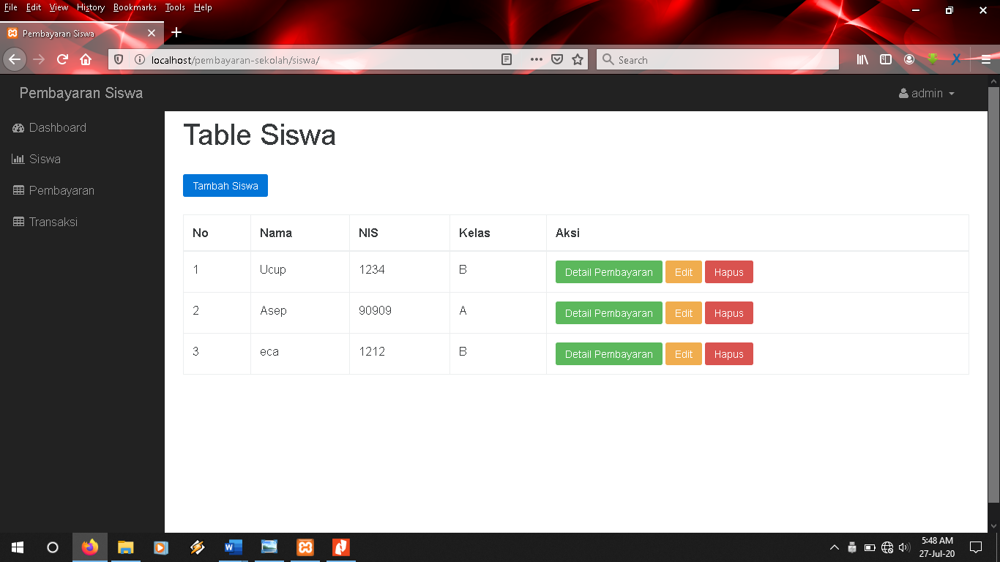 File Edit View History Bookmarks Tools Help
Pembayaran Siswa
localhost/pembayaran-sekolah/siswa/
Search
Pembayaran Siswa
admin
Dashboard
Siswa
Pembayaran
Transaksi
Table Siswa
Tambah Siswa
No Nama NIS Kelas Aksi
1 Ucup 1234 B Detail Pembayaran Edit Hapus
2 Asep 90909 A Detail Pembayaran Edit Hapus
3 eca 1212 B Detail Pembayaran Edit Hapus
5:48 AM
27-Jul-20